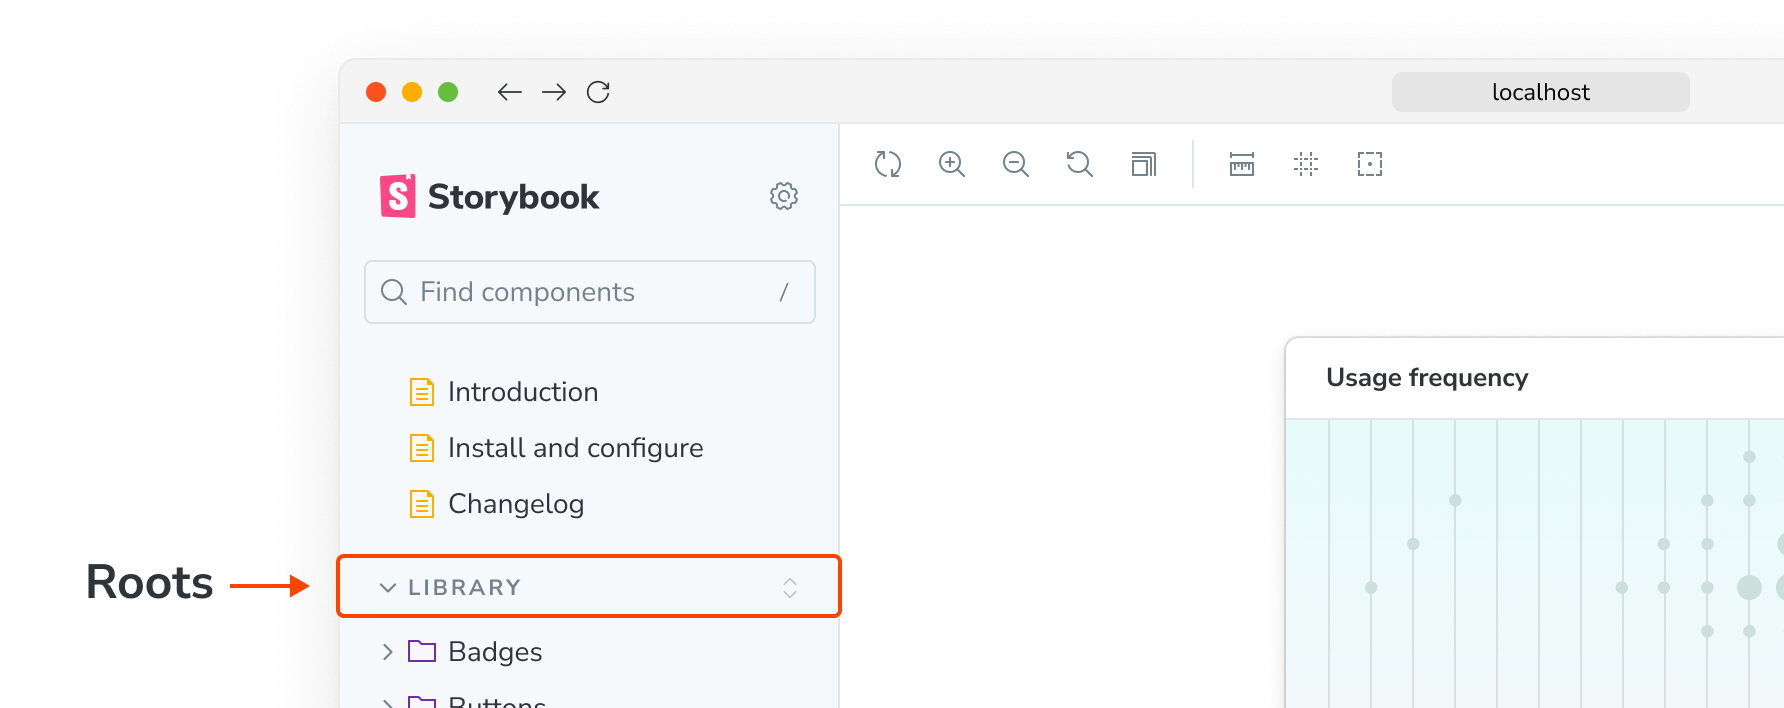 localhost
Storybook
Find components /
Introduction
Install and configure
Changelog
Roots
LIBRARY
Badges
Buttons
Usage frequency